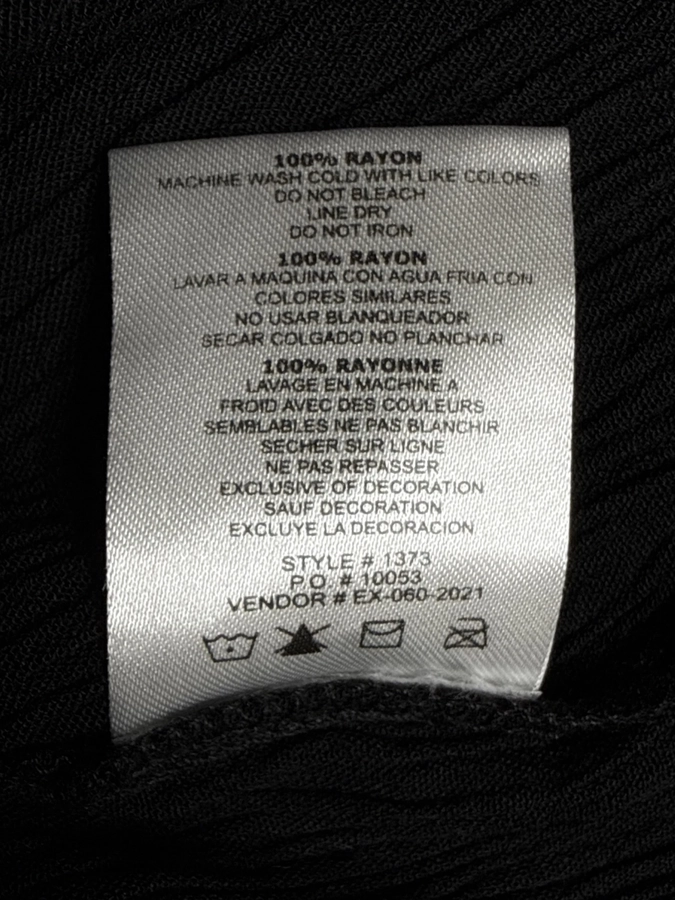 100% RAYON
MACHINE WASH COLD WITH LIKE COLORS
DO NOT BLEACH
LINE DRY
DO NOT IRON
100% RAYON
LAVAR A MAQUINA CON AGUA FRIA CON
COLORES SIMILARES
NO USAR BLANQUEADOR
SECAR COLGADO NO PLANCHAR
100% RAYONNE
LAVAGE EN MACHINE A
FROID AVEC DES COULEURS
SEMBLABLES NE PAS BLANCHIR
SECHER SUR LIGNE
NE PAS REPASSER
EXCLUSIVE OF DECORATION
SAUF DECORATION
EXCLUYE LA DECORACION
STYLE # 1373
P.O. # 10053
VENDOR # EX-060-2021